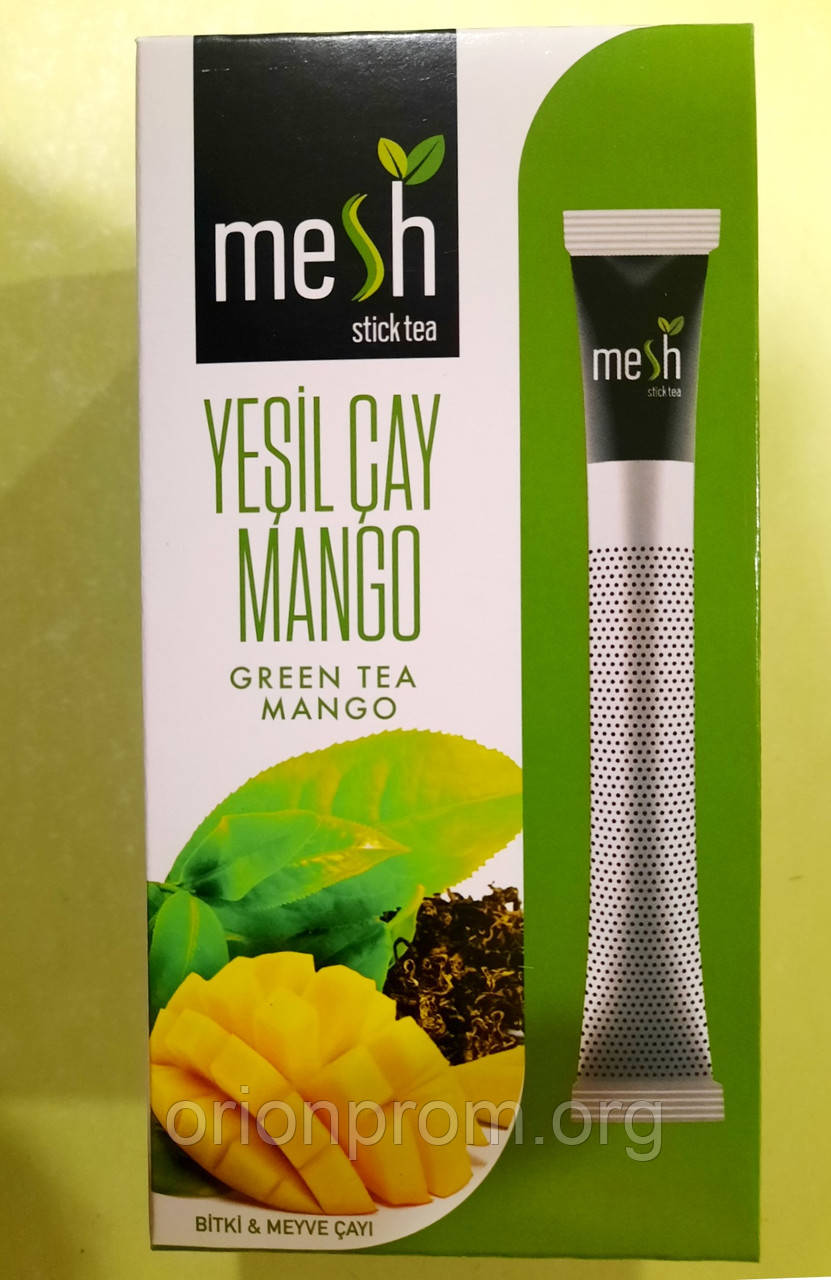 mesh
stick tea
YEŞİL ÇAY
MANGO
GREEN TEA
MANGO
BİTKİ & MEYVE ÇAYI
mesh
stick tea
orionprom.org